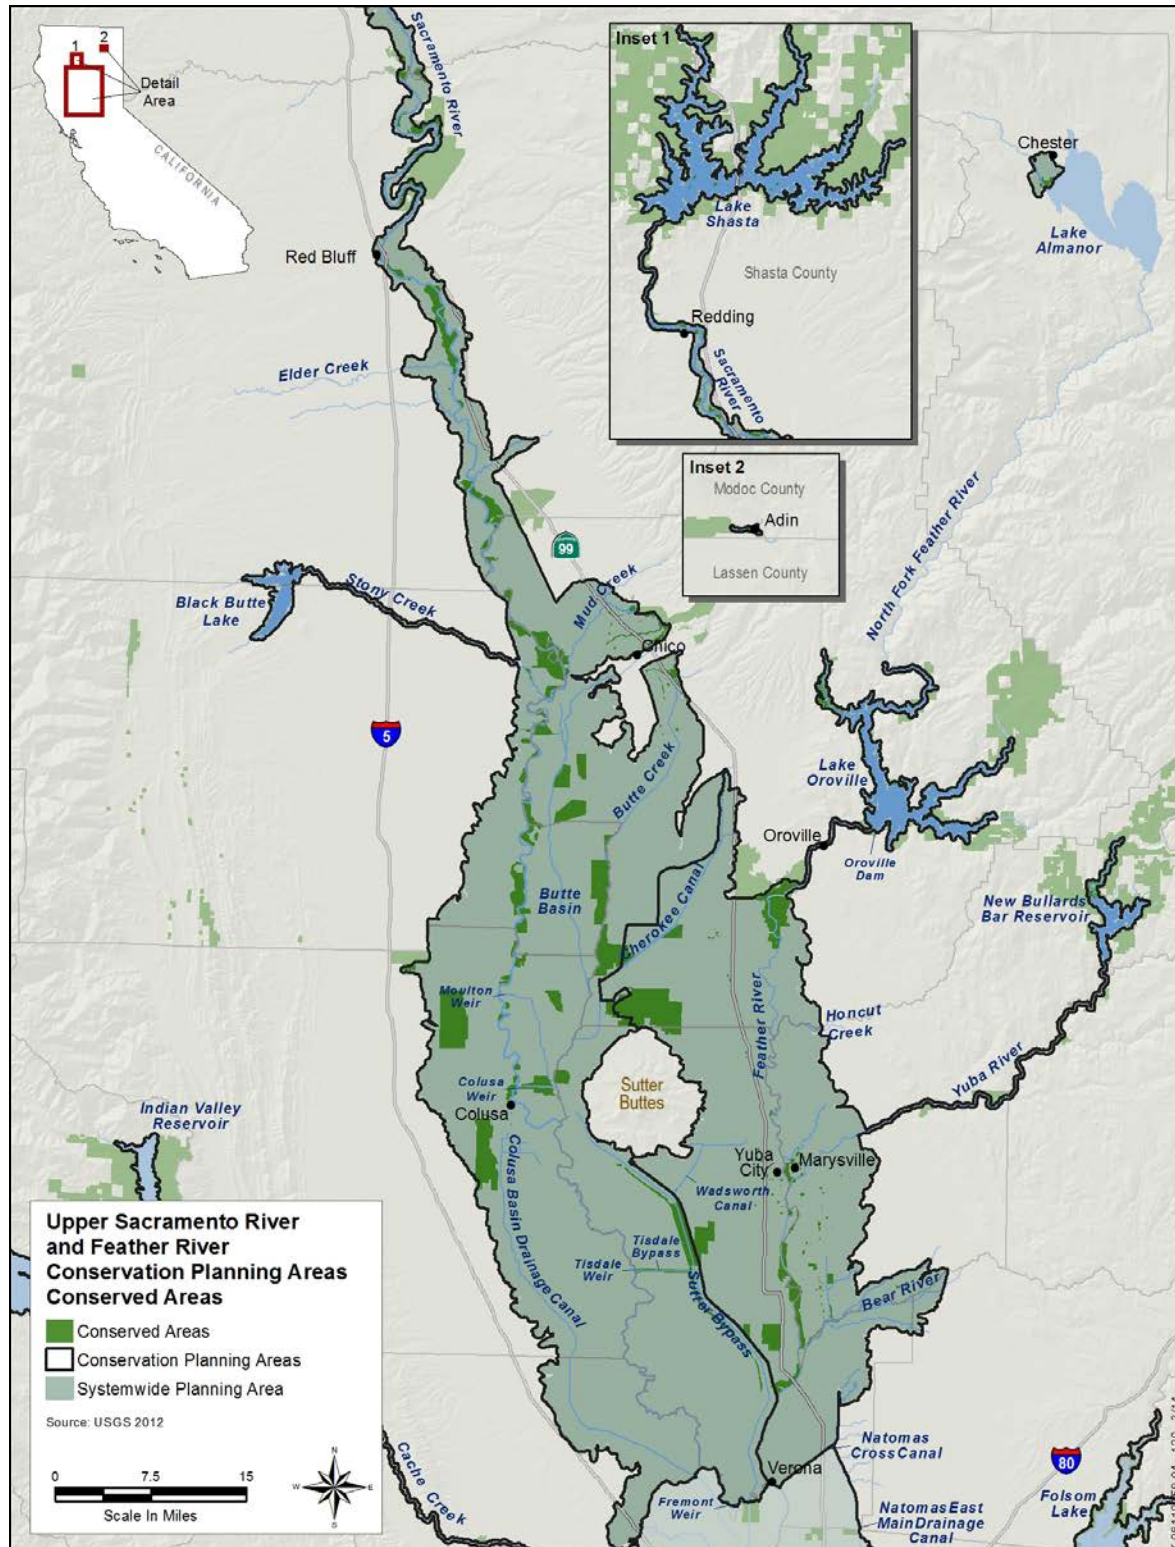 1
2
Detail
Area
CALIFORNIA
Sacramento River
Inset 1
Lake
Shasta
Shasta County
Redding
Sacramento
River
Chester
Lake
Almanor
Red Bluff
Elder Creek
Inset 2
Modoc County
Adin
Lassen County
99
North Fork Feather River
Mud Creek
Stony Creek
Black Butte
Lake
Chico
5
Butte Creek
Lake
Oroville
Oroville
Oroville
Dam
Butte
Basin
Cherokee Canal
New Bullards
Bar Reservoir
Moulton
Weir
Feather River
Honcut
Creek
Yuba River
Colusa
Weir
Colusa
Sutter
Buttes
Indian Valley
Reservoir
Yuba
City
Marysville
Wadsworth
Canal
Colusa Basin Drainage Canal
Tisdale
Bypass
Tisdale
Weir
Sutter Bypass
Bear River
Upper Sacramento River
and Feather River
Conservation Planning Areas
Conserved Areas
Conserved Areas
Conservation Planning Areas
Systemwide Planning Area
Source: USGS 2012
0 7.5 15
Scale In Miles
N
W E
S
Cache Creek
Verona
Fremont
Weir
Natomas
Cross Canal
Natomas East
Main Drainage
Canal
80
Folsom
Lake